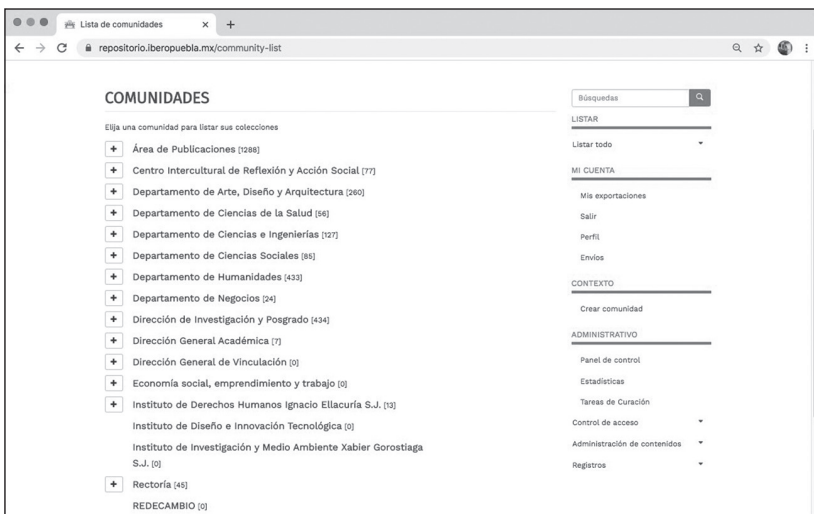 Lista de comunidades
repositorio.iberopuebla.mx/community-list
COMUNIDADES
Elija una comunidad para listar sus colecciones
Área de Publicaciones [1288]
Centro Intercultural de Reflexión y Acción Social [77]
Departamento de Arte, Diseño y Arquitectura [260]
Departamento de Ciencias de la Salud [56]
Departamento de Ciencias e Ingenierías [127]
Departamento de Ciencias Sociales [85]
Departamento de Humanidades [433]
Departamento de Negocios [24]
Dirección de Investigación y Posgrado [434]
Dirección General Académica [7]
Dirección General de Vinculación [0]
Economía social, emprendimiento y trabajo [0]
Instituto de Derechos Humanos Ignacio Ellacuría S.J. [13]
Instituto de Diseño e Innovación Tecnológica [0]
Instituto de Investigación y Medio Ambiente Xabier Gorostiaga
S.J. [0]
Rectoría [45]
REDECAMBIO [0]
Búsquedas
LISTAR
Listar todo
MI CUENTA
Mis exportaciones
Salir
Perfil
Envíos
CONTEXTO
Crear comunidad
ADMINISTRATIVO
Panel de control
Estadísticas
Tareas de Curación
Control de acceso
Administración de contenidos
Registros